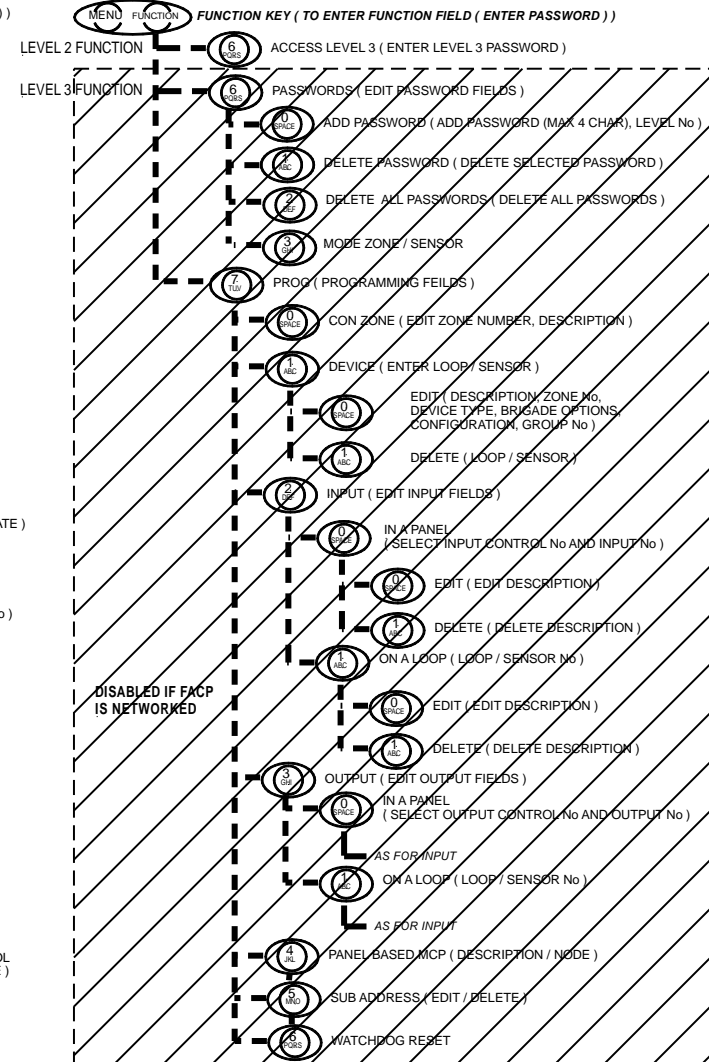 ) )
MENU FUNCTION FUNCTION KEY ( TO ENTER FUNCTION FIELD ( ENTER PASSWORD ) )
LEVEL 2 FUNCTION 6 PQRS ACCESS LEVEL 3 ( ENTER LEVEL 3 PASSWORD )
LEVEL 3 FUNCTION 6 PQRS PASSWORDS ( EDIT PASSWORD FIELDS )
0 SPACE ADD PASSWORD ( ADD PASSWORD (MAX 4 CHAR), LEVEL No )
1 ABC DELETE PASSWORD ( DELETE SELECTED PASSWORD )
2 DEF DELETE ALL PASSWORDS ( DELETE ALL PASSWORDS )
3 GHI MODE ZONE / SENSOR
7 TUV PROG ( PROGRAMMING FEILDS )
0 SPACE CON ZONE ( EDIT ZONE NUMBER, DESCRIPTION )
1 ABC DEVICE ( ENTER LOOP / SENSOR )
0 SPACE EDIT ( DESCRIPTION, ZONE No,
DEVICE TYPE, BRIGADE OPTIONS,
CONFIGURATION, GROUP No )
1 ABC DELETE ( LOOP / SENSOR )
2 DEF INPUT ( EDIT INPUT FIELDS )
ATE )
0 SPACE IN A PANEL
( SELECT INPUT CONTROL No AND INPUT No )
0 SPACE EDIT ( EDIT DESCRIPTION )
o )
1 ABC DELETE ( DELETE DESCRIPTION )
1 ABC ON A LOOP ( LOOP / SENSOR No )
DISABLED IF FACP
IS NETWORKED
0 SPACE EDIT ( EDIT DESCRIPTION )
1 ABC DELETE ( DELETE DESCRIPTION )
3 GHI OUTPUT ( EDIT OUTPUT FIELDS )
0 SPACE IN A PANEL
( SELECT OUTPUT CONTROL No AND OUTPUT No )
AS FOR INPUT
1 ABC ON A LOOP ( LOOP / SENSOR No )
AS FOR INPUT
OL
)
4 JKL PANEL BASED MCP ( DESCRIPTION / NODE )
5 MNO SUB ADDRESS ( EDIT / DELETE )
6 PQRS WATCHDOG RESET